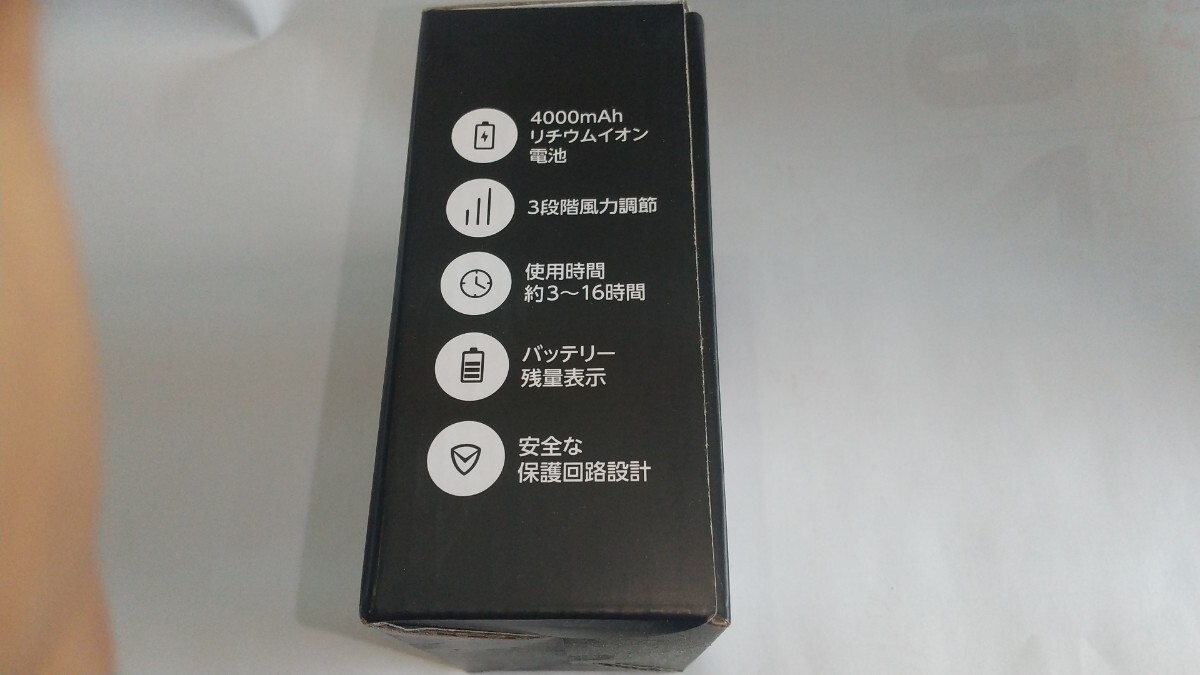 4000mAh
リチウムイオン
電池
3段階風力調節
使用時間
約3〜16時間
バッテリー
残量表示
安全な
保護回路設計